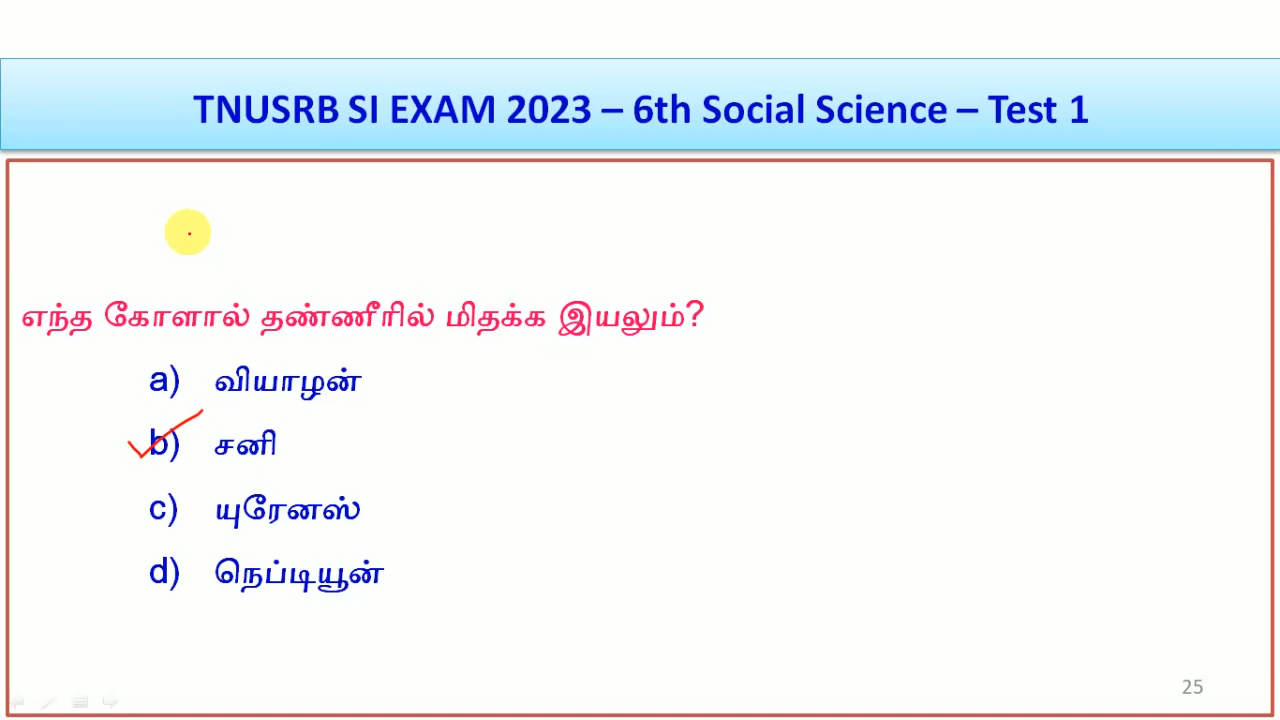 TNUSRB SI EXAM 2023 – 6th Social Science – Test 1
எந்த கோளால் தண்ணீரில் மிதக்க இயலும்?
a) வியாழன்
b) சனி
c) யுரேனஸ்
d) நெப்டியூன்
25